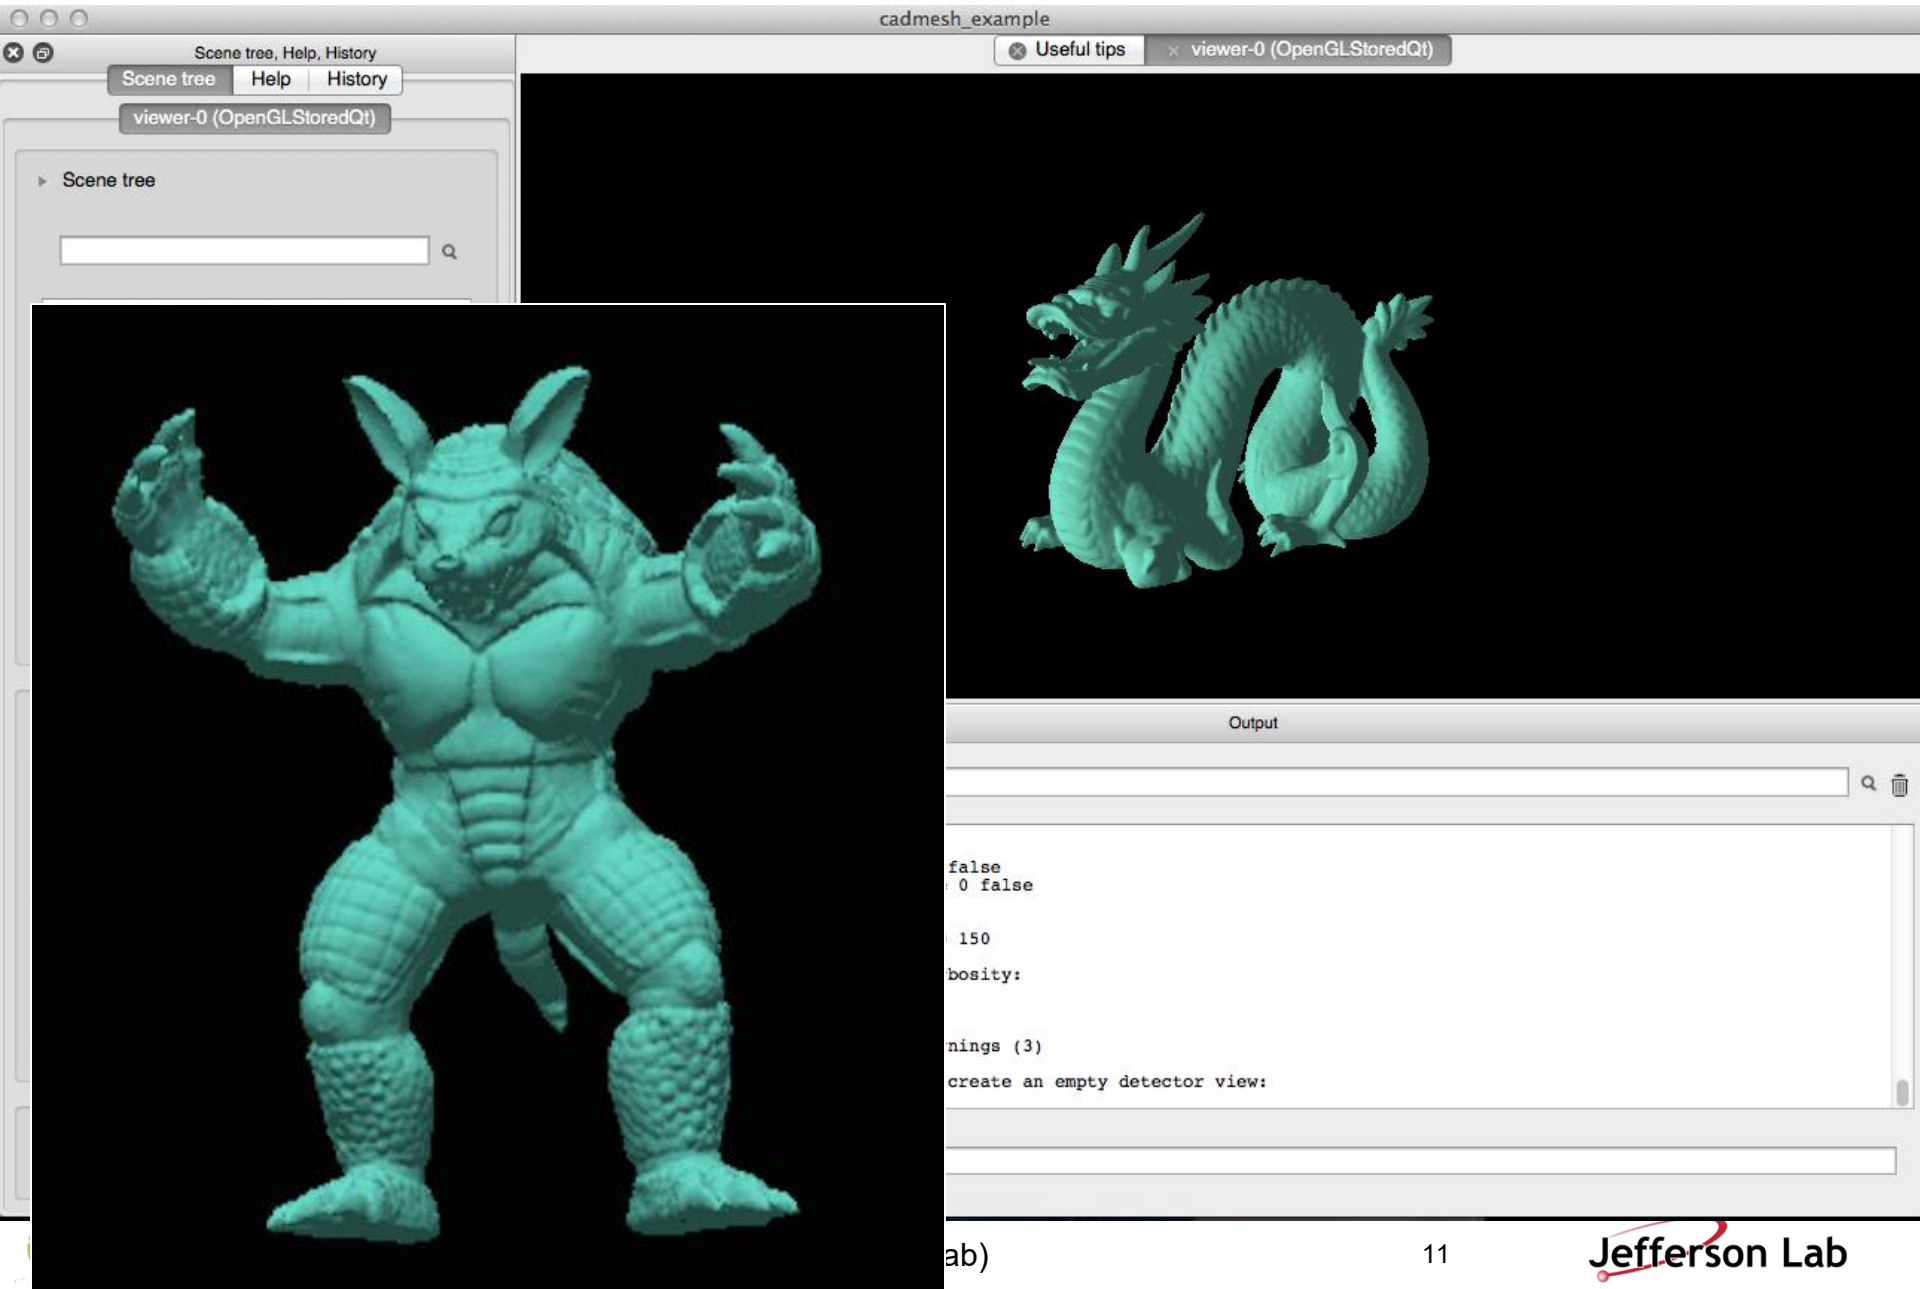 cadmesh_example
Scene tree, Help, History
Scene tree
Help
History
viewer-0 (OpenGLStoredQt)
Scene tree
Useful tips
viewer-0 (OpenGLStoredQt)
Output
false
0 false
150
bosity:
nings (3)
create an empty detector view:
ab)
11
Jefferson Lab